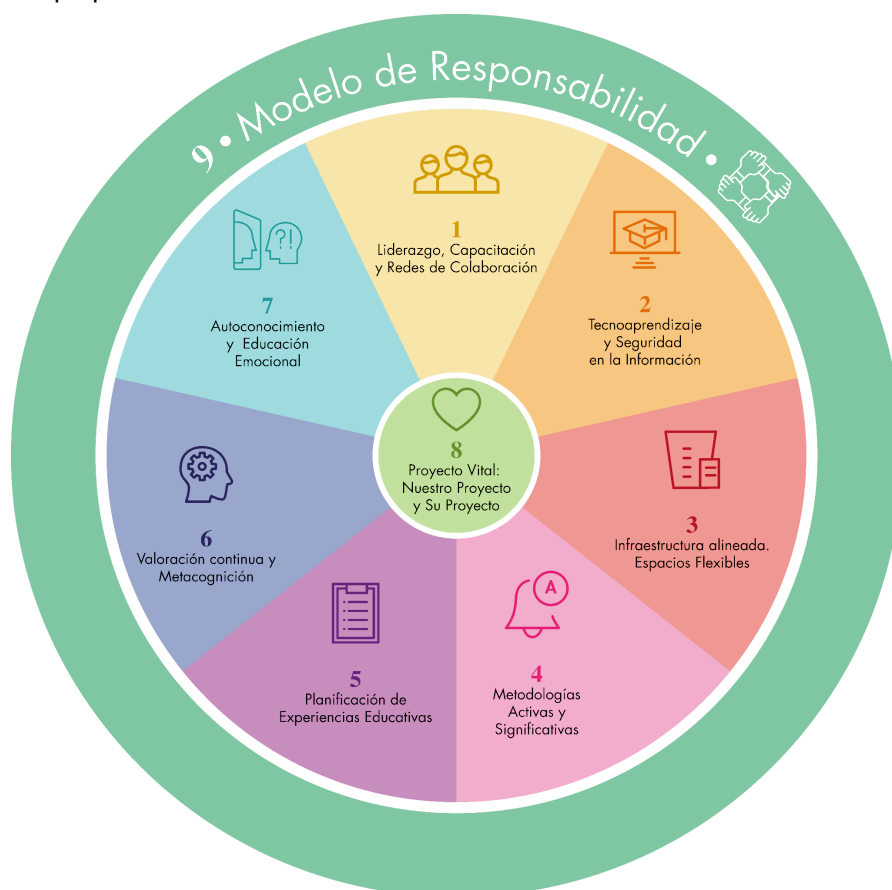 9 • Modelo de Responsabilidad •
1
Liderazgo, Capacitación
y Redes de Colaboración
2
Tecnoaprendizaje
y Seguridad
en la Información
3
Infraestructura alineada.
Espacios Flexibles
A
4
Metodologías
Activas y
Significativas
5
Planificación de
Experiencias Educativas
6
Valoración continua y
Metacognición
?!
7
Autoconocimiento
y Educación
Emocional
8
Proyecto Vital:
Nuestro Proyecto
y Su Proyecto